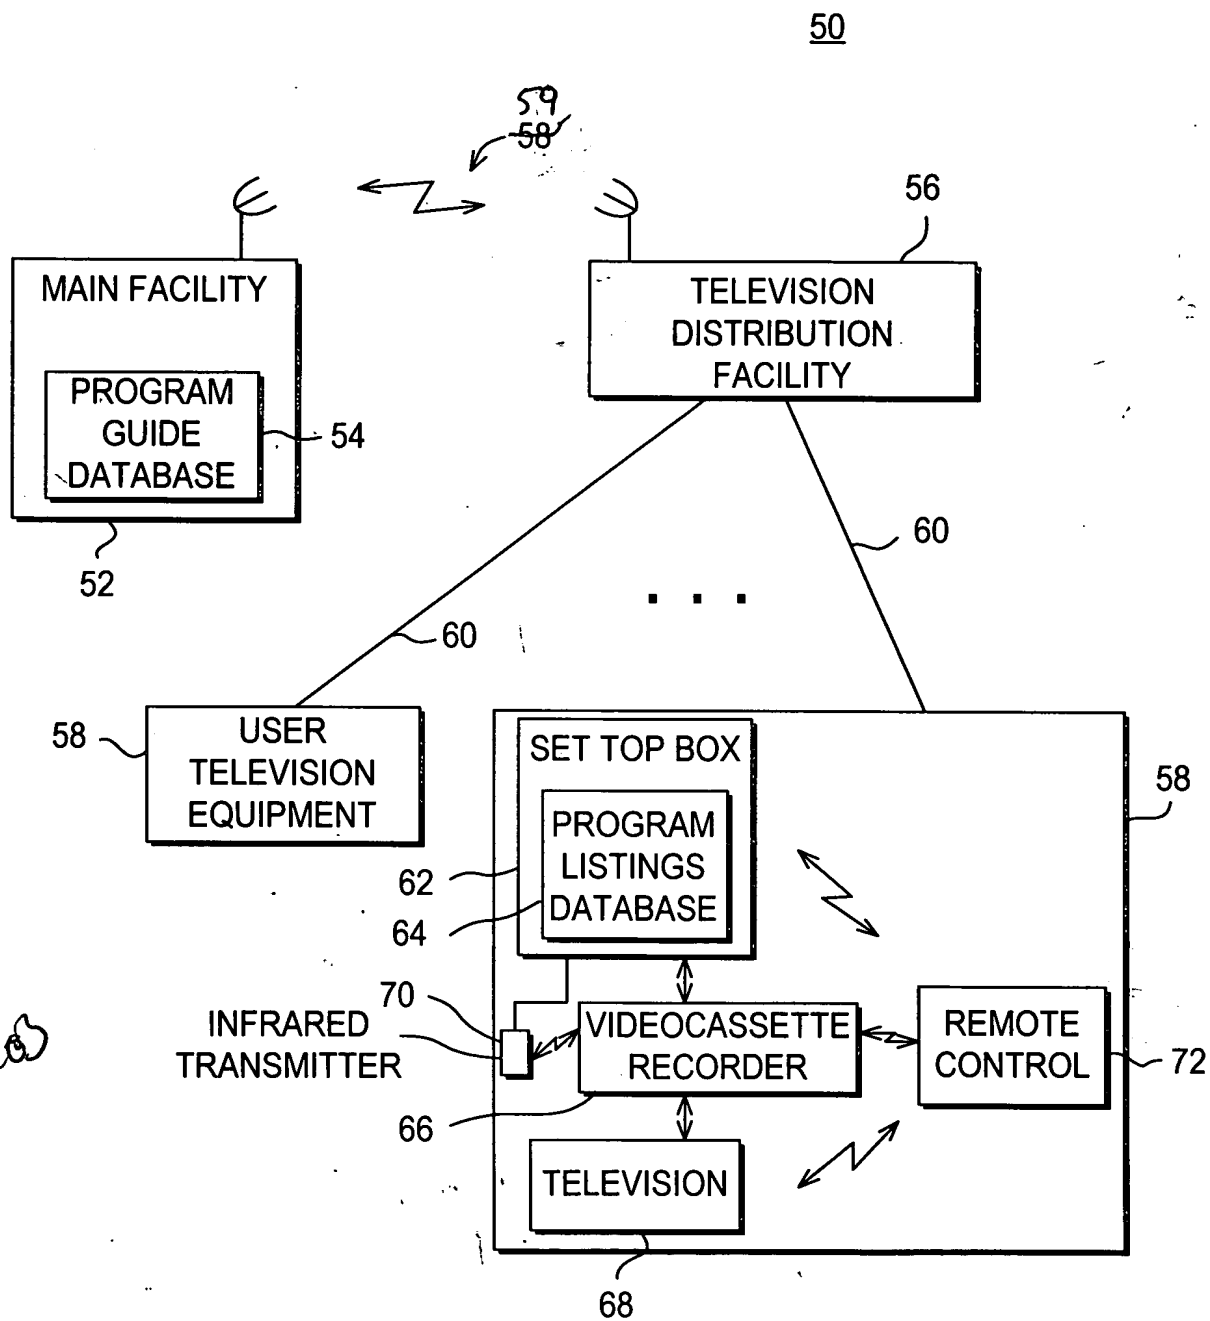 50
59
58
56
MAIN FACILITY
TELEVISION
DISTRIBUTION
FACILITY
PROGRAM
GUIDE
DATABASE
54
52
60
60
58
USER
TELEVISION
EQUIPMENT
SET TOP BOX
58
PROGRAM
LISTINGS
DATABASE
62
64
70
INFRARED
TRANSMITTER
VIDEOCASSETTE
RECORDER
REMOTE
CONTROL
72
66
TELEVISION
68